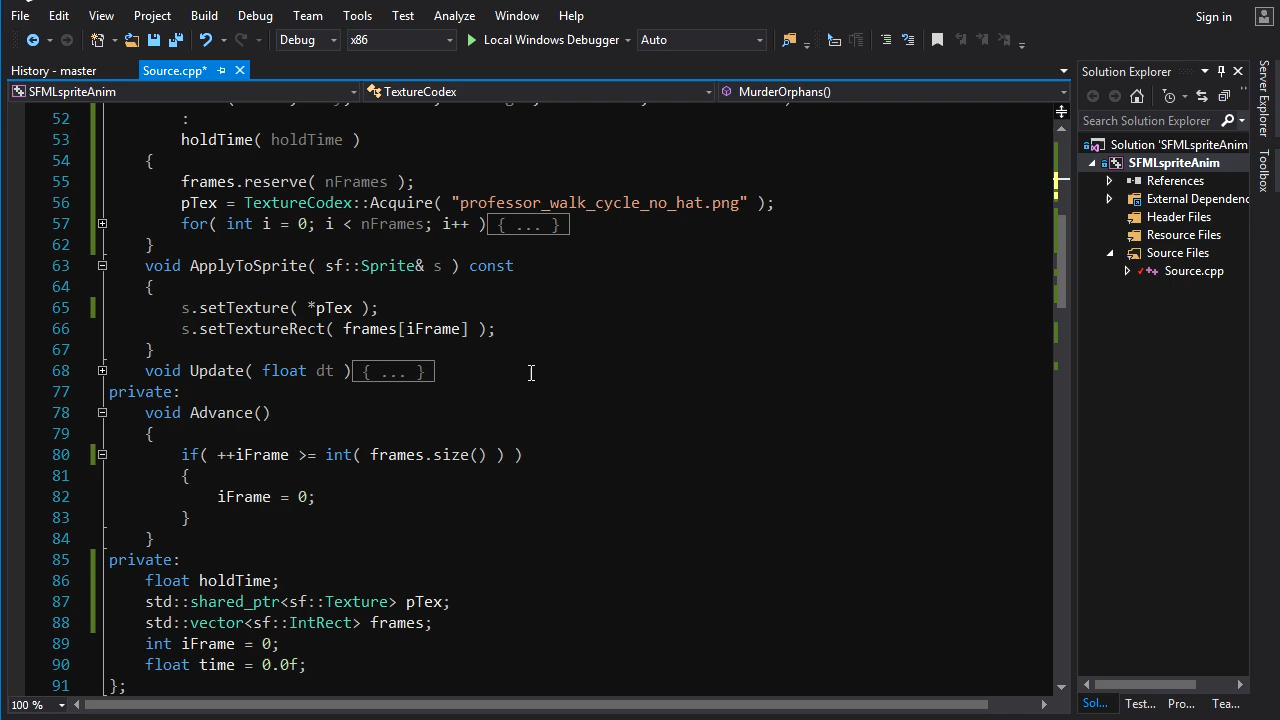 File Edit View Project Build Debug Team Tools Test Analyze Window Help Sign in
Debug x86 Local Windows Debugger Auto
History - master Source.cpp*
SFMLspriteAnim TextureCodex MurderOrphans()
52 :
53 holdTime( holdTime )
54 {
55 frames.reserve( nFrames );
56 pTex = TextureCodex::Acquire( "professor_walk_cycle_no_hat.png" );
57 for( int i = 0; i < nFrames; i++ ){ ... }
62 }
63 void ApplyToSprite( sf::Sprite& s ) const
64 {
65 s.setTexture( *pTex );
66 s.setTextureRect( frames[iFrame] );
67 }
68 void Update( float dt ){ ... }
77 private:
78 void Advance()
79 {
80 if( ++iFrame >= int( frames.size() ) )
81 {
82 iFrame = 0;
83 }
84 }
85 private:
86 float holdTime;
87 std::shared_ptr<sf::Texture> pTex;
88 std::vector<sf::IntRect> frames;
89 int iFrame = 0;
90 float time = 0.0f;
91 };
100 %
Solution Explorer
Search Solution Explorer
Solution 'SFMLspriteAnim
SFMLspriteAnim
References
External Dependenc
Header Files
Resource Files
Source Files
Source.cpp
Sol... Test... Pro... Tea...
Server Explorer
Toolbox